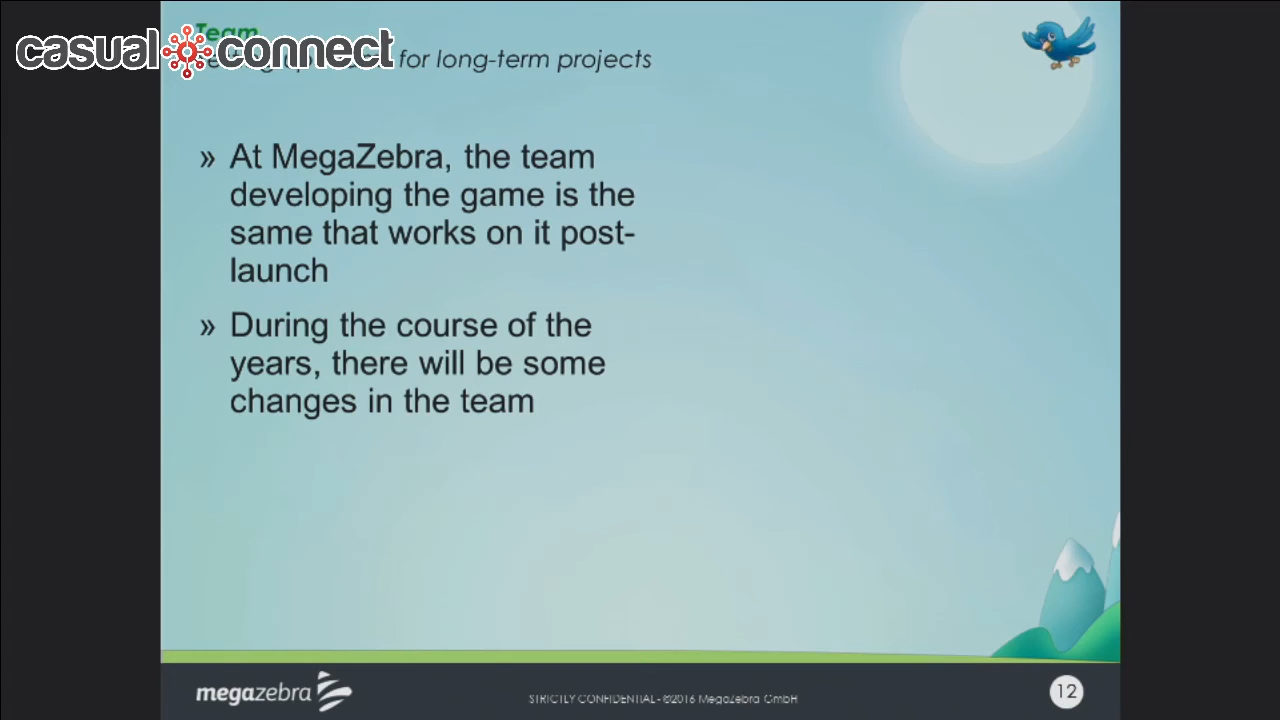 Team
casual connect
for long-term projects
» At MegaZebra, the team
developing the game is the
same that works on it post-
launch
» During the course of the
years, there will be some
changes in the team
megazebra
STRICTLY CONFIDENTIAL - ©2016 MegaZebra GmbH
12